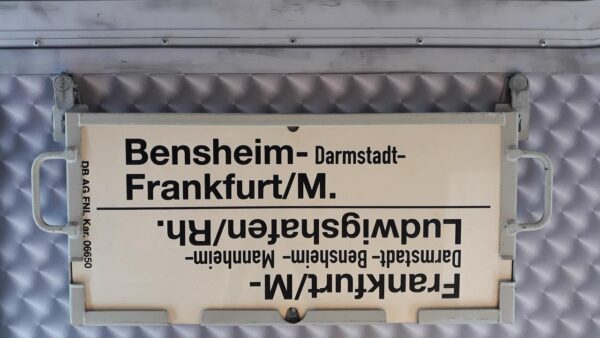 Bensheim- Darmstadt-
Frankfurt/M.
Frankfurt/M-
Darmstadt- Bensheim- Mannheim-
Ludwigshafen/Rh.
DB AG FNL Kar. 06650